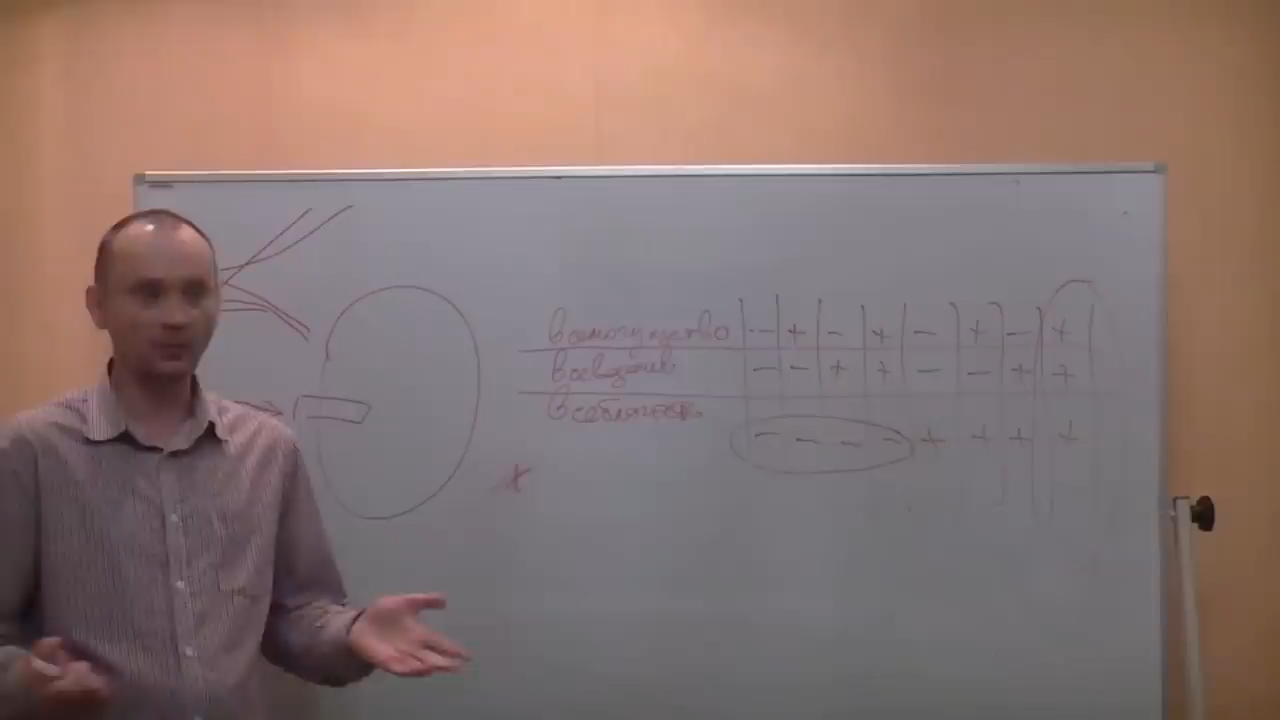 всемогущество - + - + - + - +
всеведение - - + + - - + +
всеблагость
- - - - + + + +